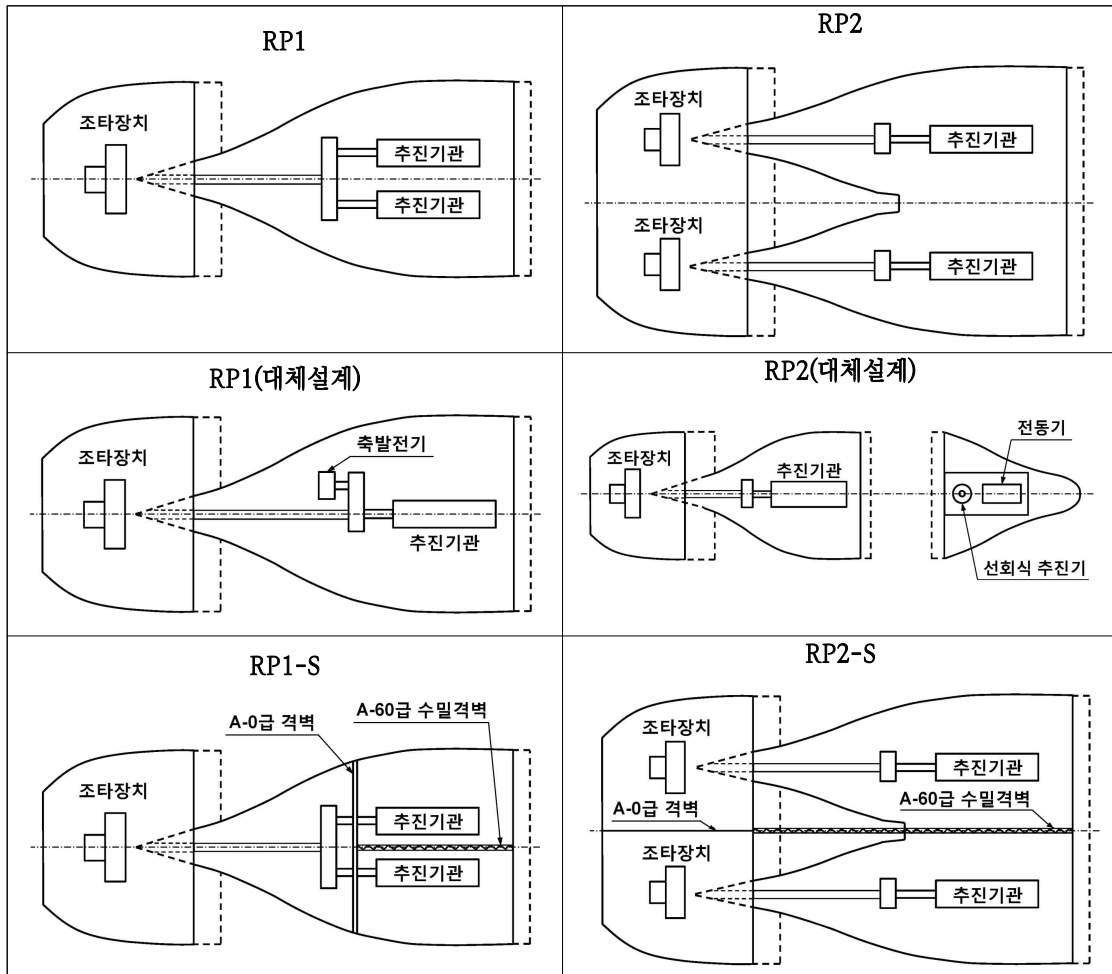 RP1
조타장치
추진기관
추진기관
RP2
조타장치
추진기관
조타장치
추진기관
RP1(대체설계)
축발전기
조타장치
추진기관
RP2(대체설계)
전동기
조타장치
추진기관
선회식 추진기
RP1-S
A-60급 수밀격벽
A-0급 격벽
조타장치
추진기관
추진기관
RP2-S
조타장치
추진기관
A-0급 격벽
A-60급 수밀격벽
조타장치
추진기관